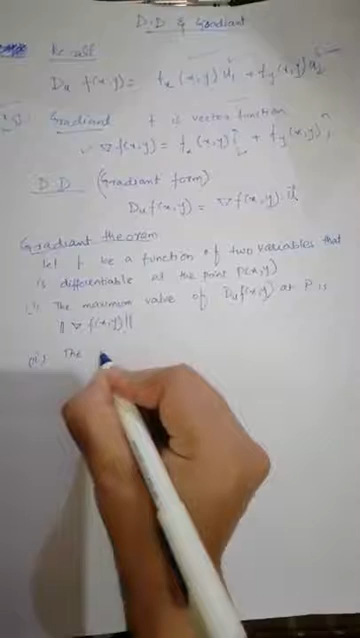 D.D & Gradiant
Recall
Du f(x,y) = fx (x,y) u1 + fy (x,y) u2
Gradiant f if vector function
∇ f(x,y) = fx (x,y) î + fy (x,y) ĵ
D.D (Gradiant form)
Du f(x,y) = ∇ f(x,y) . u⃗
Gradiant theorem
let f be a function of two variables that
is differentiable at the point P(x,y)
(i) The maximum value of Du f(x,y) at P is
|| ∇ f(x,y) ||
(ii) The